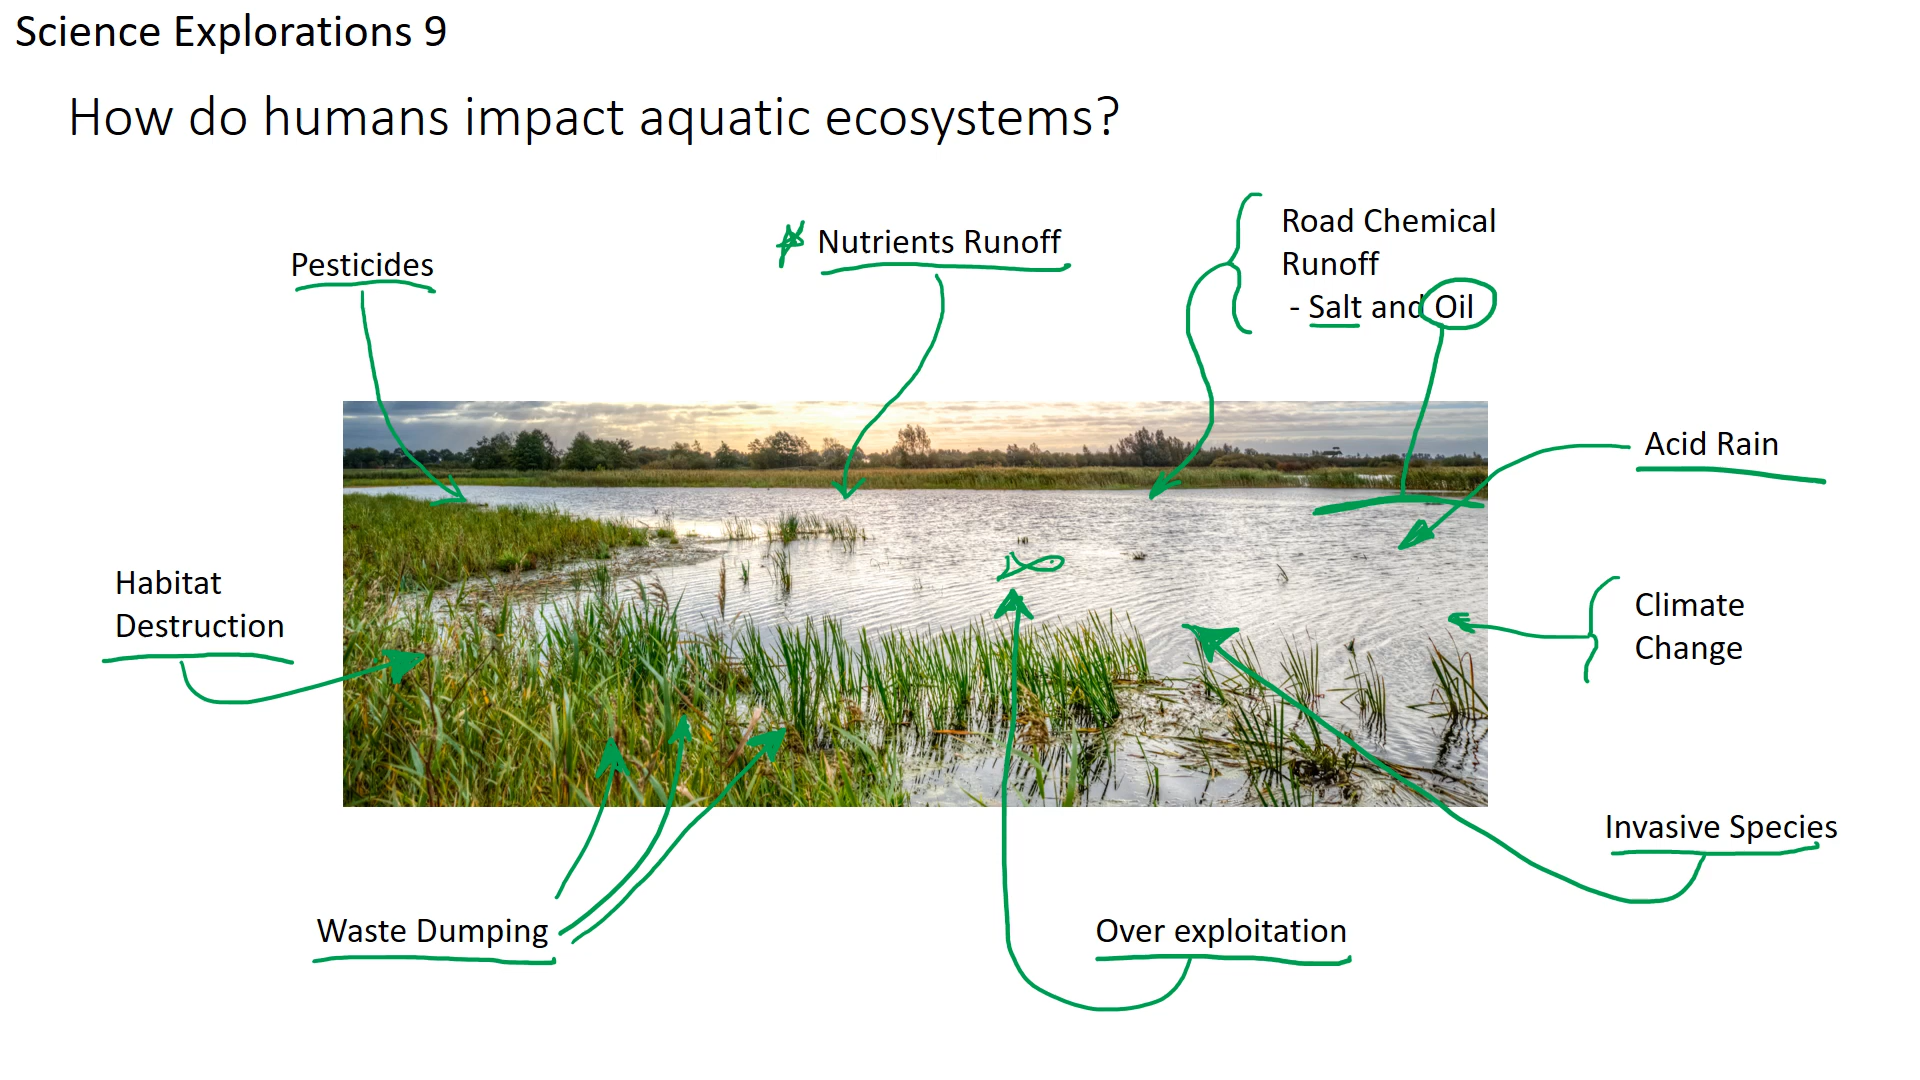 Science Explorations 9
How do humans impact aquatic ecosystems?
Pesticides
Nutrients Runoff
Road Chemical
Runoff
- Salt and Oil
Acid Rain
Habitat
Destruction
Climate
Change
Invasive Species
Waste Dumping
Over exploitation